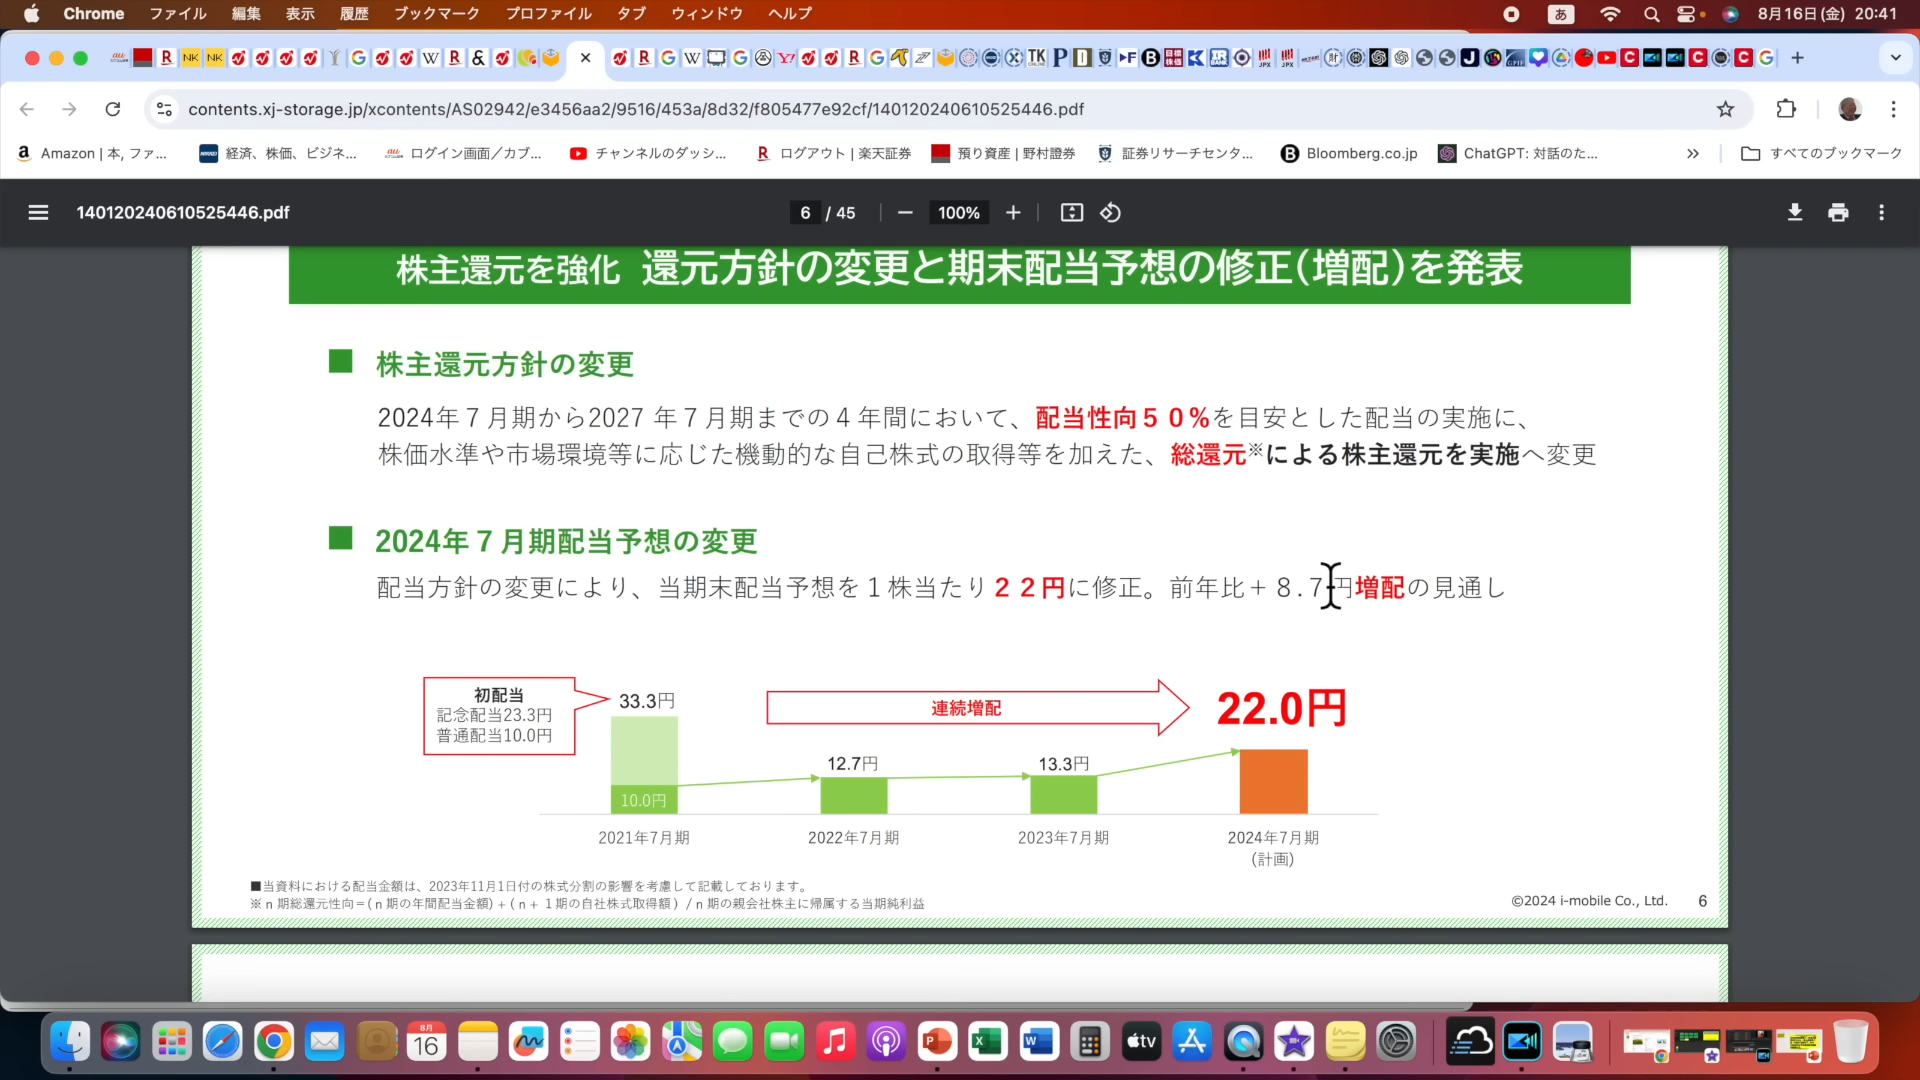 Chrome ファイル 編集 表示 履歴 ブックマーク プロファイル タブ ウィンドウ ヘルプ あ 8月16日(金) 20:41
contents.xj-storage.jp/xcontents/AS02942/e3456aa2/9516/453a/8d32/f805477e92cf/140120240610525446.pdf
Amazon | 本, ファ... 経済、株価、ビジネ... ログイン画面／カブ... チャンネルのダッシ... ログアウト | 楽天証券 預り資産 | 野村證券 証券リサーチセンタ... Bloomberg.co.jp ChatGPT: 対話のた... » すべてのブックマーク
140120240610525446.pdf 6 / 45 100%
株主還元を強化 還元方針の変更と期末配当予想の修正(増配)を発表
■ 株主還元方針の変更
2024年７月期から2027 年７月期までの４年間において、配当性向５０%を目安とした配当の実施に、
株価水準や市場環境等に応じた機動的な自己株式の取得等を加えた、総還元※による株主還元を実施へ変更
■ 2024年７月期配当予想の変更
配当方針の変更により、当期末配当予想を１株当たり２２円に修正。前年比＋８.７円増配の見通し
初配当
記念配当23.3円
普通配当10.0円
33.3円
連続増配
22.0円
12.7円
13.3円
10.0円
2021年7月期 2022年7月期 2023年7月期 2024年7月期
(計画)
■当資料における配当金額は、2023年11月1日付の株式分割の影響を考慮して記載しております。
※ｎ期総還元性向＝(ｎ期の年間配当金額)＋(ｎ＋１期の自社株式取得額）/ｎ期の親会社株主に帰属する当期純利益
©2024 i-mobile Co., Ltd. 6
8月
16
tv